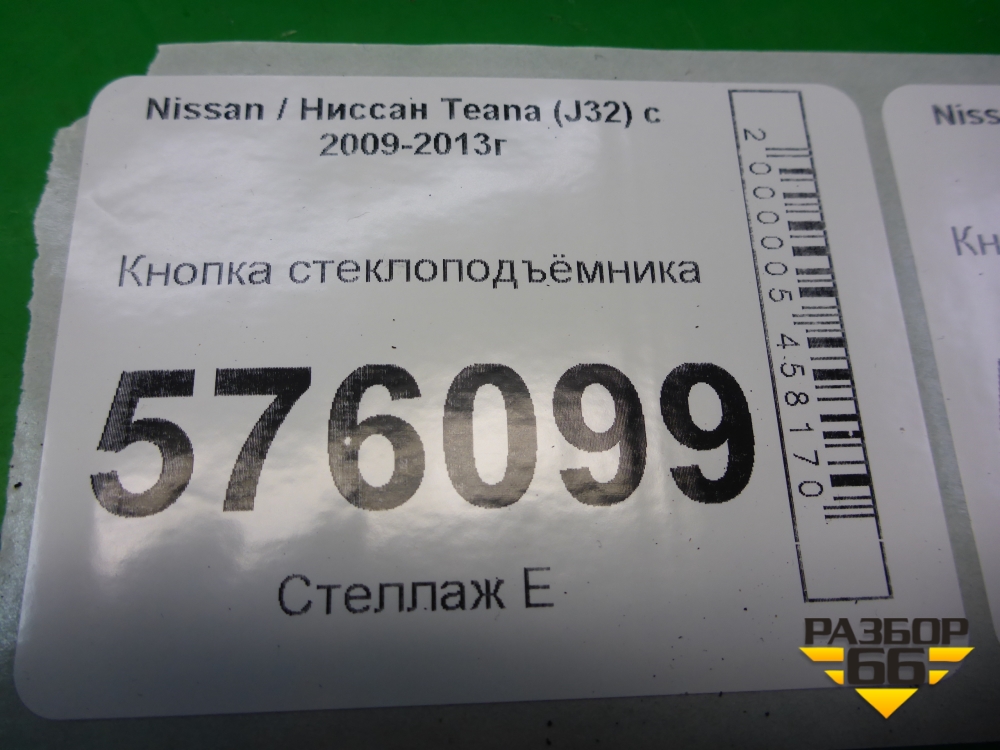 Nissan / Ниссан Teana (J32) с
2009-2013г
Кнопка стеклоподъёмника
576099
Стеллаж Е
2000005458170
Niss
Кн
РАЗБОР
66